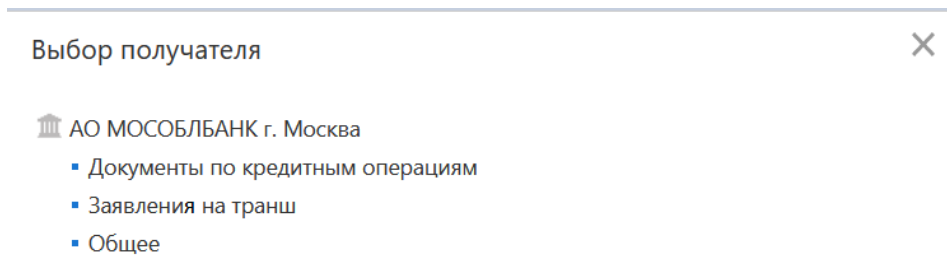 Выбор получателя
АО МОСОБЛБАНК г. Москва
Документы по кредитным операциям
Заявления на транш
Общее